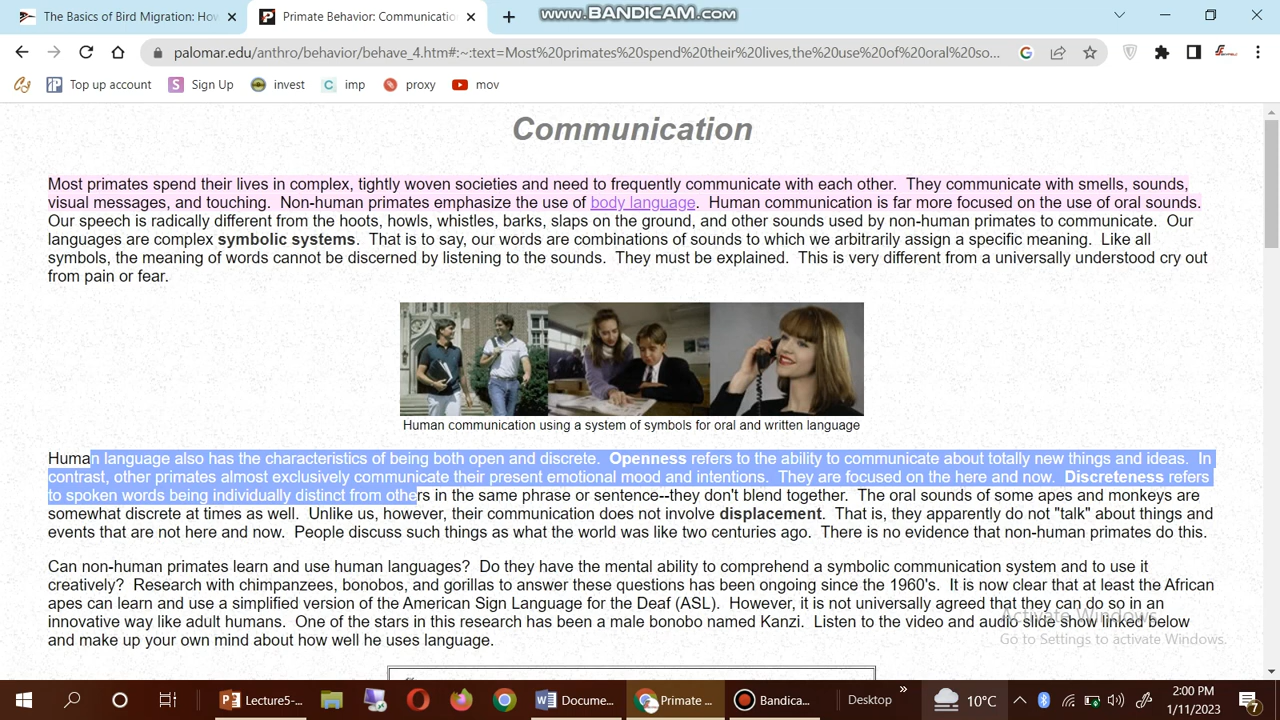 The Basics of Bird Migration: How
Primate Behavior: Communicatio
WWW.BANDICAM.COM
palomar.edu/anthro/behavior/behave_4.htm#:~:text=Most%20primates%20spend%20their%20lives,the%20use%20of%20oral%20so...
Top up account
Sign Up
invest
imp
proxy
mov
Communication
Most primates spend their lives in complex, tightly woven societies and need to frequently communicate with each other. They communicate with smells, sounds,
visual messages, and touching. Non-human primates emphasize the use of body language. Human communication is far more focused on the use of oral sounds.
Our speech is radically different from the hoots, howls, whistles, barks, slaps on the ground, and other sounds used by non-human primates to communicate. Our
languages are complex symbolic systems. That is to say, our words are combinations of sounds to which we arbitrarily assign a specific meaning. Like all
symbols, the meaning of words cannot be discerned by listening to the sounds. They must be explained. This is very different from a universally understood cry out
from pain or fear.
Human communication using a system of symbols for oral and written language
Human language also has the characteristics of being both open and discrete. Openness refers to the ability to communicate about totally new things and ideas. In
contrast, other primates almost exclusively communicate their present emotional mood and intentions. They are focused on the here and now. Discreteness refers
to spoken words being individually distinct from others in the same phrase or sentence--they don't blend together. The oral sounds of some apes and monkeys are
somewhat discrete at times as well. Unlike us, however, their communication does not involve displacement. That is, they apparently do not "talk" about things and
events that are not here and now. People discuss such things as what the world was like two centuries ago. There is no evidence that non-human primates do this.
Can non-human primates learn and use human languages? Do they have the mental ability to comprehend a symbolic communication system and to use it
creatively? Research with chimpanzees, bonobos, and gorillas to answer these questions has been ongoing since the 1960's. It is now clear that at least the African
apes can learn and use a simplified version of the American Sign Language for the Deaf (ASL). However, it is not universally agreed that they can do so in an
innovative way like adult humans. One of the stars in this research has been a male bonobo named Kanzi. Listen to the video and audio slide show linked below
and make up your own mind about how well he uses language.
Activate Windows
Go to Settings to activate Windows.
Lecture5-...
Docume...
Primate ...
Bandica...
Desktop
10°C
2:00 PM
1/11/2023
7